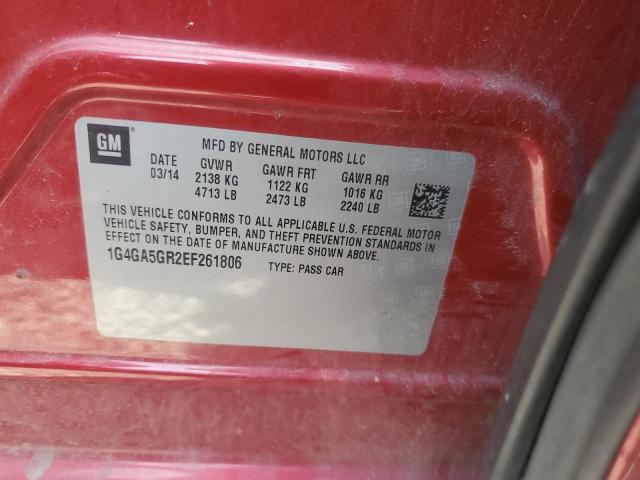 GM
MFD BY GENERAL MOTORS LLC
DATE GVWR GAWR FRT GAWR RR
03/14 2138 KG 1122 KG 1016 KG
4713 LB 2473 LB 2240 LB
THIS VEHICLE CONFORMS TO ALL APPLICABLE U.S. FEDERAL MOTOR
VEHICLE SAFETY, BUMPER, AND THEFT PREVENTION STANDARDS IN
EFFECT ON THE DATE OF MANUFACTURE SHOWN ABOVE.
1G4GA5GR2EF261806 TYPE: PASS CAR